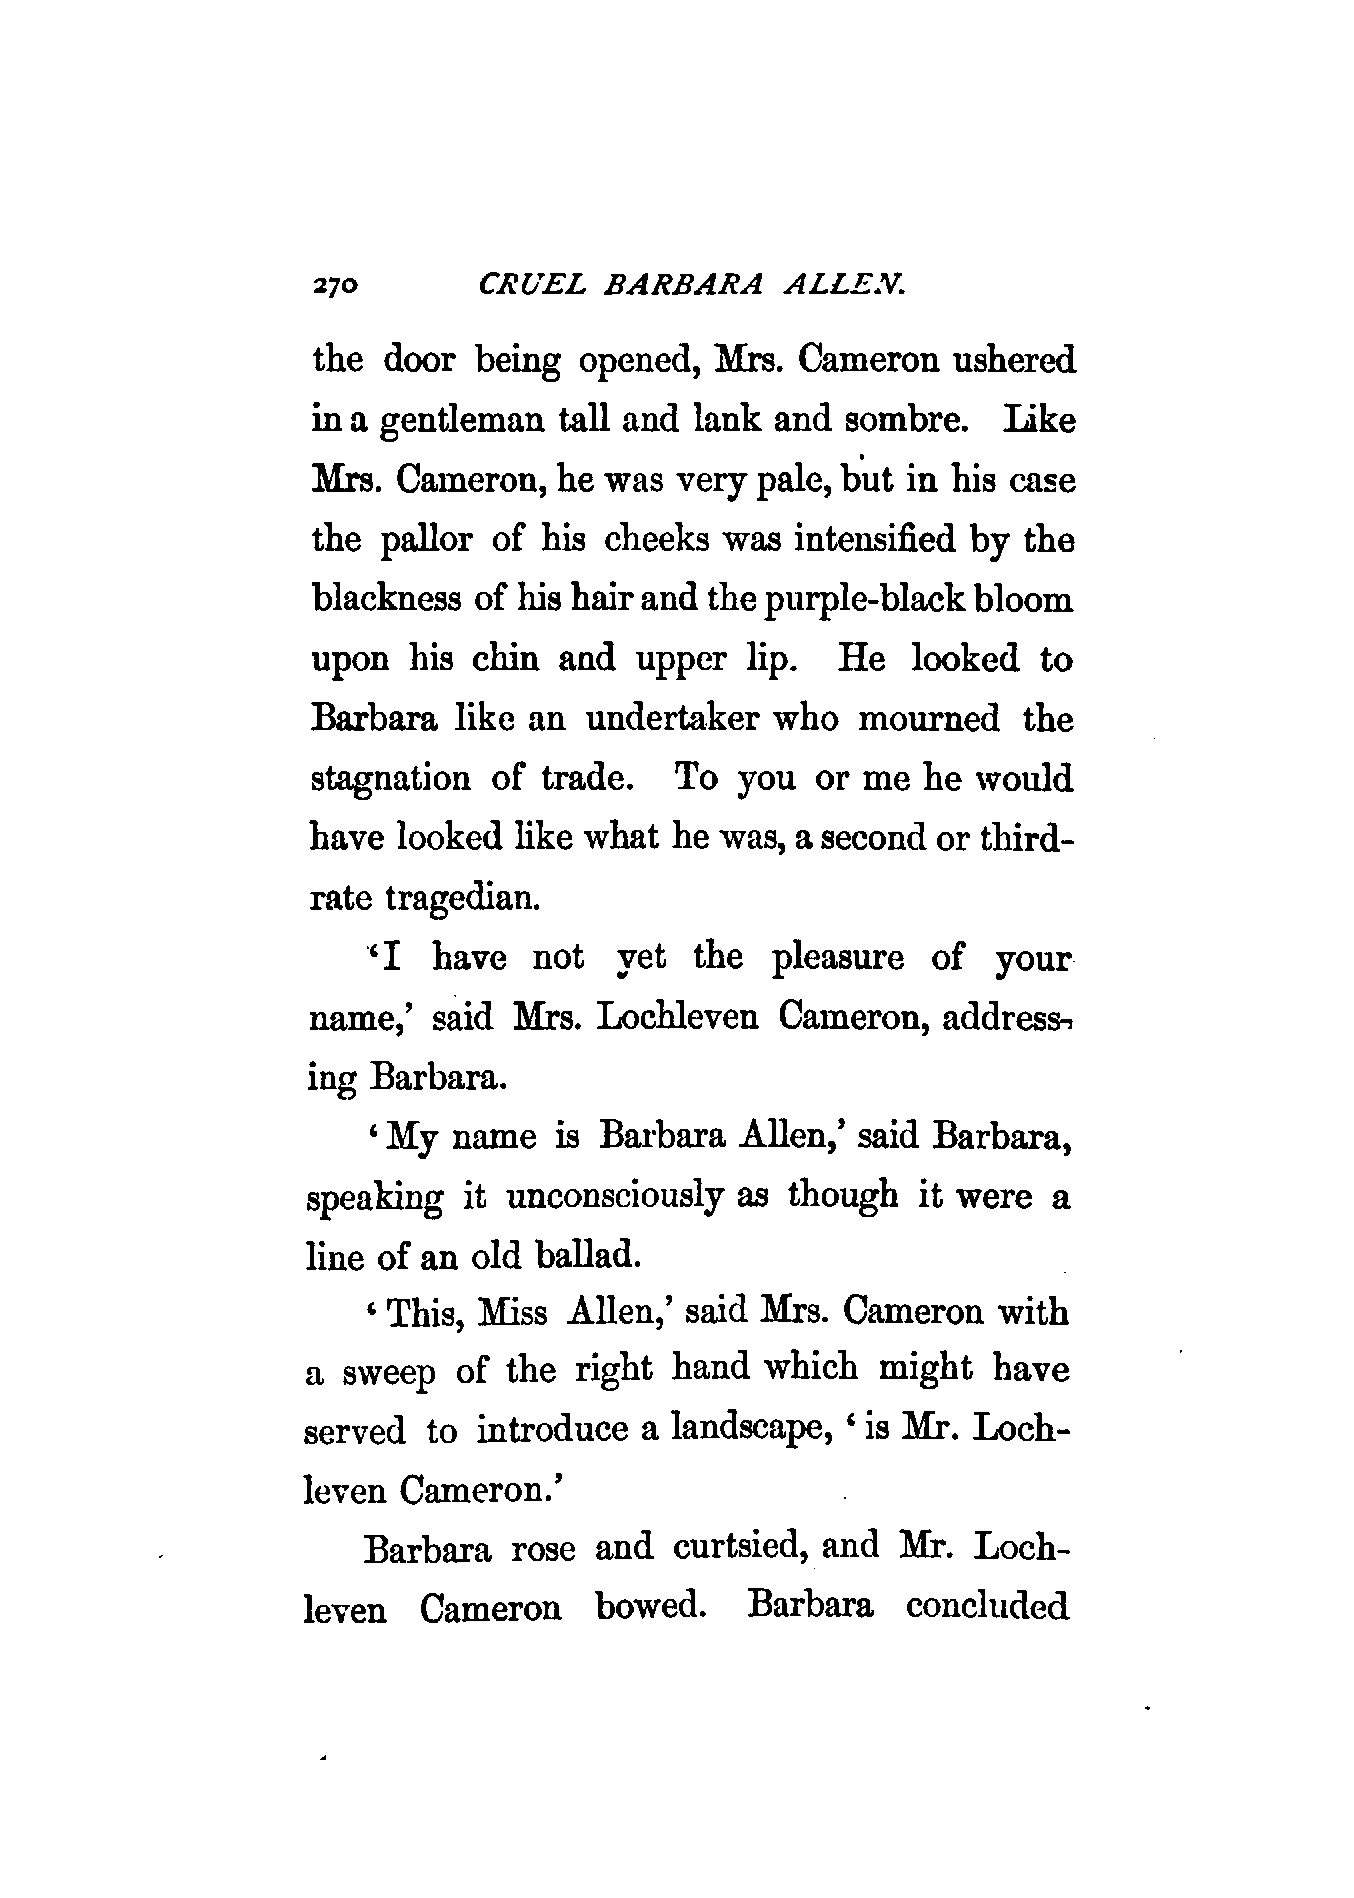 270 CRUEL BARBARA ALLEN.
the door being opened, Mrs. Cameron ushered
in a gentleman tall and lank and sombre. Like
Mrs. Cameron, he was very pale, but in his case
the pallor of his cheeks was intensified by the
blackness of his hair and the purple-black bloom
upon his chin and upper lip. He looked to
Barbara like an undertaker who mourned the
stagnation of trade. To you or me he would
have looked like what he was, a second or third-
rate tragedian.
‘I have not yet the pleasure of your
name,’ said Mrs. Lochleven Cameron, address-
ing Barbara.
‘My name is Barbara Allen,’ said Barbara,
speaking it unconsciously as though it were a
line of an old ballad.
‘This, Miss Allen,’ said Mrs. Cameron with
a sweep of the right hand which might have
served to introduce a landscape, ‘is Mr. Loch-
leven Cameron.’
Barbara rose and curtsied, and Mr. Loch-
leven Cameron bowed. Barbara concluded